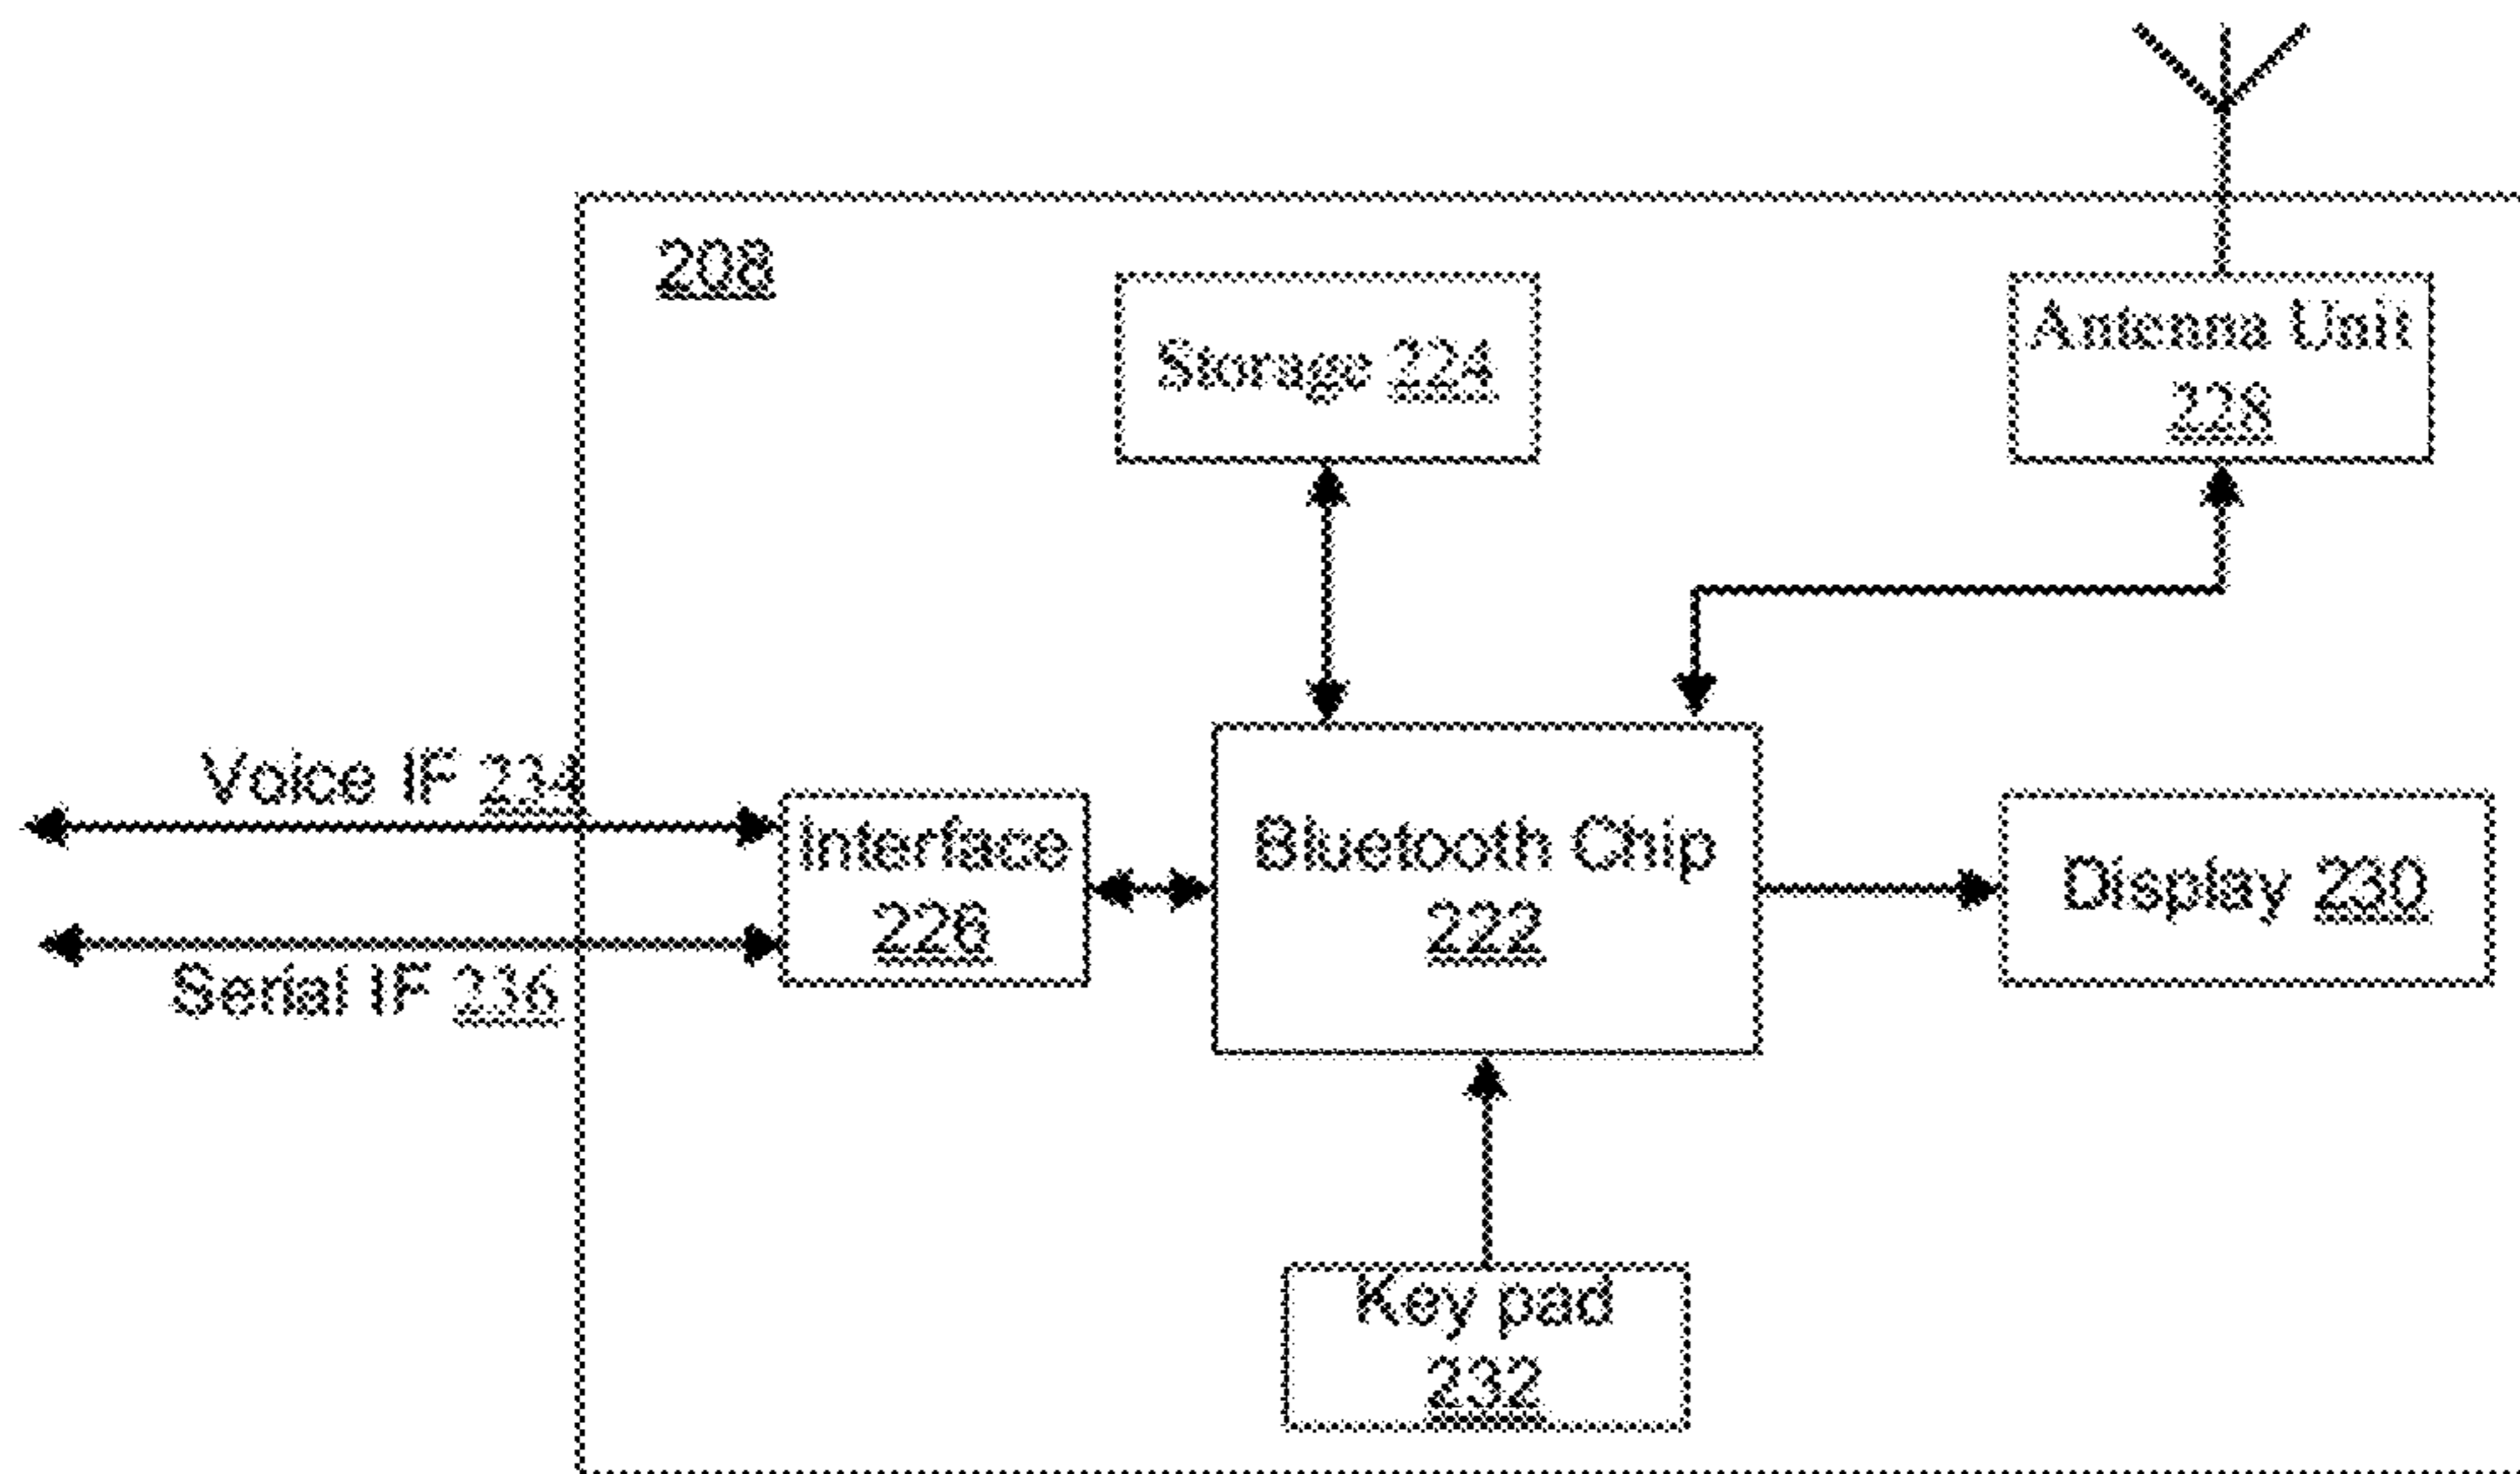 208
Storage 224
Antenna Unit
228
Voice IF 234
Interface
226
Serial IF 236
Bluetooth Chip
222
Display 230
Key pad
232